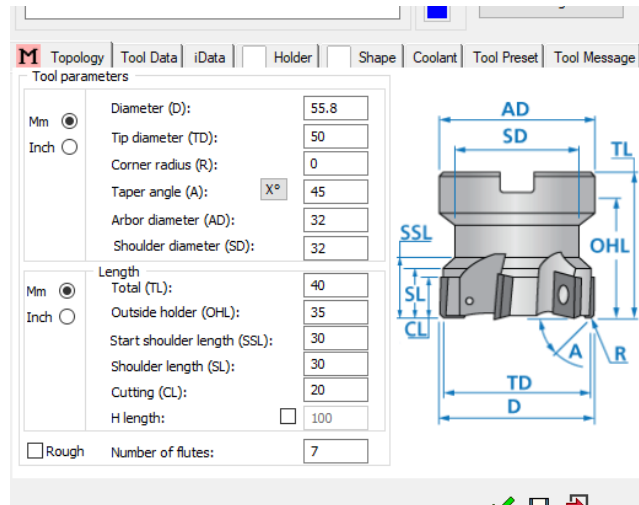 M Topology Tool Data iData Holder Shape Coolant Tool Preset Tool Message
Tool parameters
Mm
Inch
Diameter (D): 55.8
Tip diameter (TD): 50
Corner radius (R): 0
Taper angle (A): X° 45
Arbor diameter (AD): 32
Shoulder diameter (SD): 32
Length
Mm
Inch
Total (TL): 40
Outside holder (OHL): 35
Start shoulder length (SSL): 30
Shoulder length (SL): 30
Cutting (CL): 20
H length: 100
Rough Number of flutes: 7
AD
SD
TL
SSL
OHL
SL
CL
A
R
TD
D